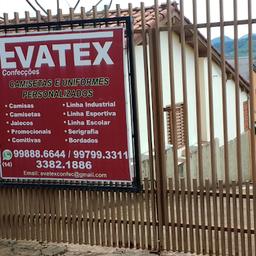 EVATEX
Confecções
CAMISETAS E UNIFORMES
PERSONALIZADOS
• Camisas
• Camisetas
• Jalecos
• Promocionais
• Comitivas
• Linha Industrial
• Linha Esportiva
• Linha Escolar
• Serigrafia
• Bordados
99888.6644 / 99799.3311
(14) 3382.1886
Email: evatexconfec@gmail.com